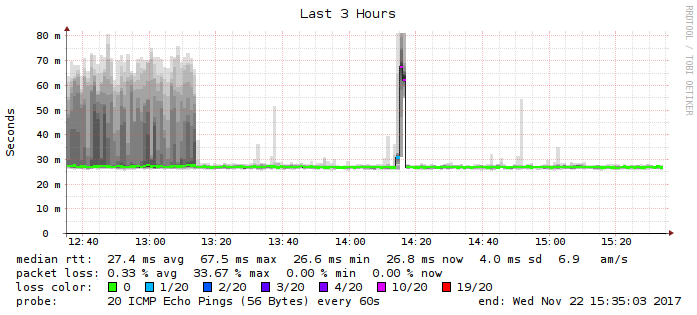 Last 3 Hours
RRDTOOL / TOBI OETIKER
Seconds
80 m
70 m
60 m
50 m
40 m
30 m
20 m
10 m
0
12:40 13:00 13:20 13:40 14:00 14:20 14:40 15:00 15:20
median rtt: 27.4 ms avg 67.5 ms max 26.6 ms min 26.8 ms now 4.0 ms sd 6.9 am/s
packet loss: 0.33 % avg 33.67 % max 0.00 % min 0.00 % now
loss color: 0 1/20 2/20 3/20 4/20 10/20 19/20
probe: 20 ICMP Echo Pings (56 Bytes) every 60s end: Wed Nov 22 15:35:03 2017